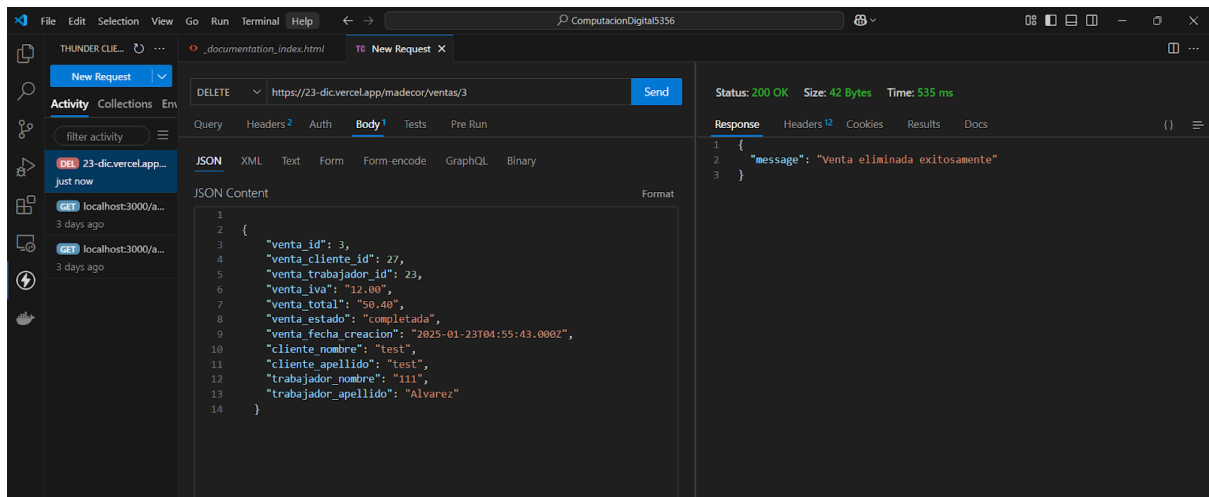 File Edit Selection View Go Run Terminal Help ComputacionDigital5356
THUNDER CLIE... ···
New Request
Activity Collections Env
filter activity
DEL 23-dic.vercel.app...
just now
GET localhost:3000/a...
3 days ago
GET localhost:3000/a...
3 days ago
<> _documentation_index.html TC New Request
DELETE https://23-dic.vercel.app/madecor/ventas/3 Send
Query Headers 2 Auth Body 1 Tests Pre Run
JSON XML Text Form Form-encode GraphQL Binary
JSON Content Format
1
2 {
3 "venta_id": 3,
4 "venta_cliente_id": 27,
5 "venta_trabajador_id": 23,
6 "venta_iva": "12.00",
7 "venta_total": "50.40",
8 "venta_estado": "completada",
9 "venta_fecha_creacion": "2025-01-23T04:55:43.000Z",
10 "cliente_nombre": "test",
11 "cliente_apellido": "test",
12 "trabajador_nombre": "111",
13 "trabajador_apellido": "Alvarez"
14 }
Status: 200 OK Size: 42 Bytes Time: 535 ms
Response Headers 12 Cookies Results Docs {}
1 {
2 "message": "Venta eliminada exitosamente"
3 }